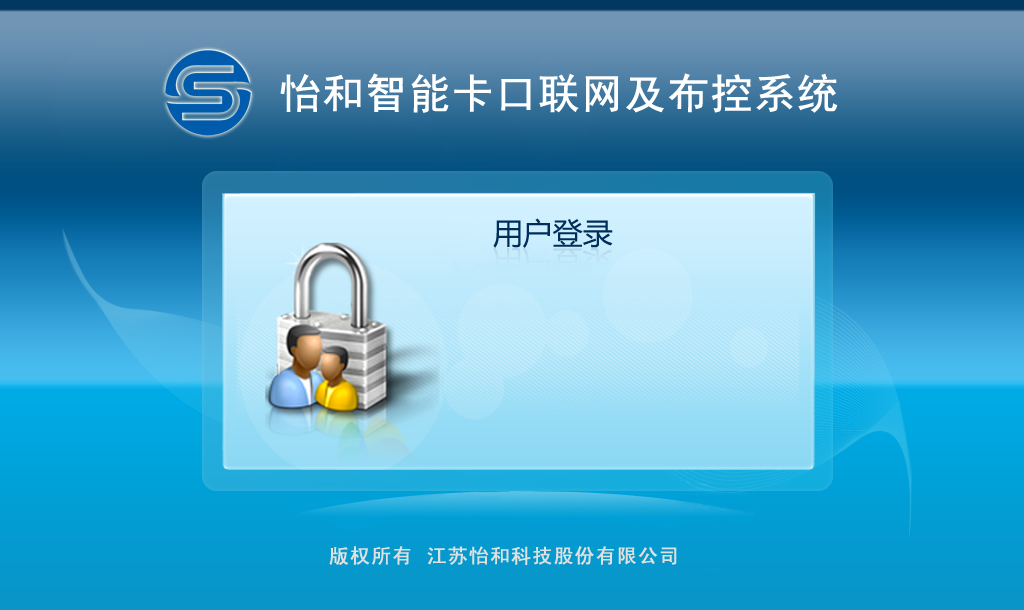 怡和智能卡口联网及布控系统
用户登录
版权所有 江苏怡和科技股份有限公司